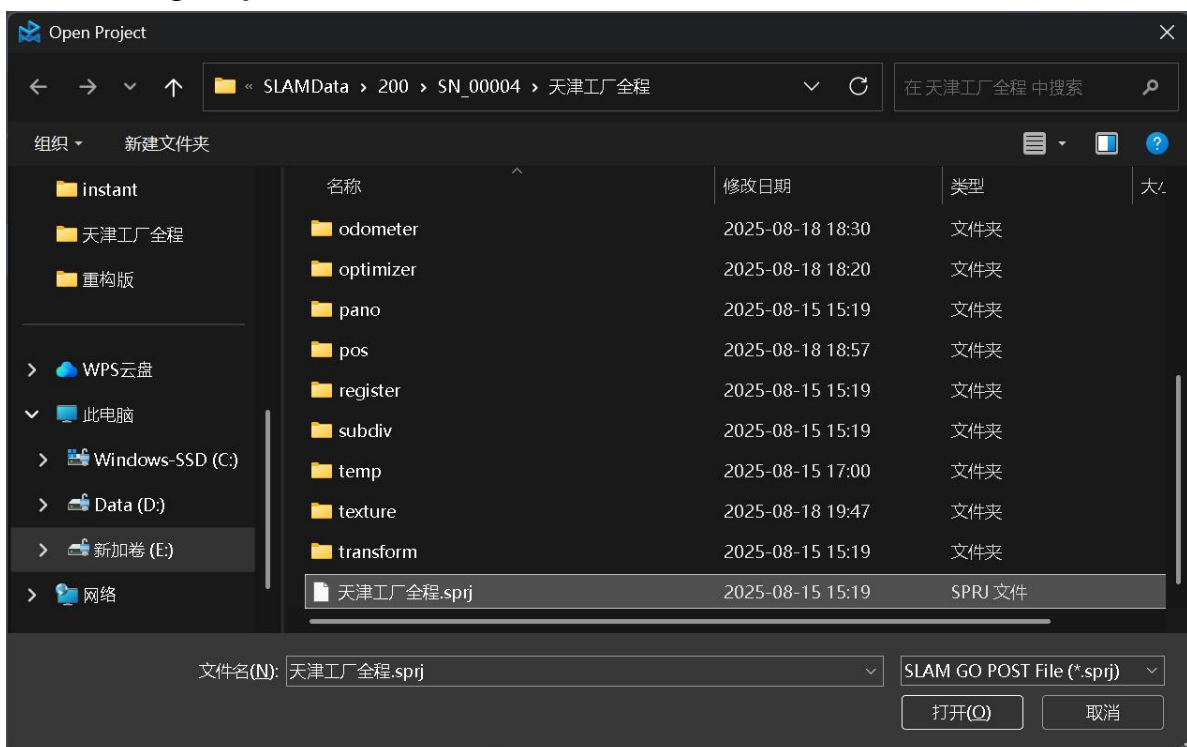 Open Project
« SLAMData › 200 › SN_00004 › 天津工厂全程
在 天津工厂全程 中搜索
组织
新建文件夹
instant
天津工厂全程
重构版
WPS云盘
此电脑
Windows-SSD (C:)
Data (D:)
新加卷 (E:)
网络
名称 修改日期 类型
odometer 2025-08-18 18:30 文件夹
optimizer 2025-08-18 18:20 文件夹
pano 2025-08-15 15:19 文件夹
pos 2025-08-18 18:57 文件夹
register 2025-08-15 15:19 文件夹
subdiv 2025-08-15 15:19 文件夹
temp 2025-08-15 17:00 文件夹
texture 2025-08-18 19:47 文件夹
transform 2025-08-15 15:19 文件夹
天津工厂全程.sprj 2025-08-15 15:19 SPRJ 文件
文件名(N): 天津工厂全程.sprj
SLAM GO POST File (*.sprj)
打开(O) 取消